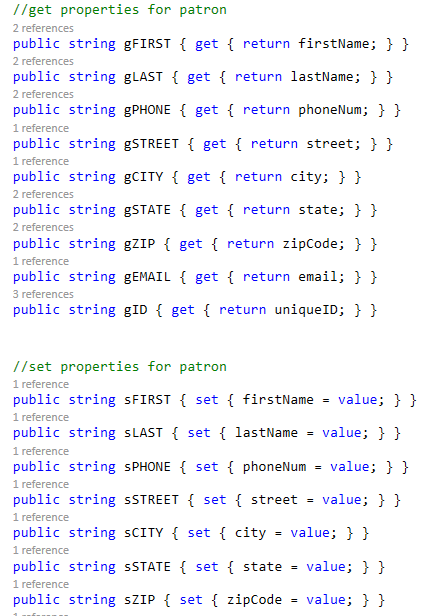 //get properties for patron
2 references
public string gFIRST { get { return firstName; } }
2 references
public string gLAST { get { return lastName; } }
2 references
public string gPHONE { get { return phoneNum; } }
1 reference
public string gSTREET { get { return street; } }
1 reference
public string gCITY { get { return city; } }
2 references
public string gSTATE { get { return state; } }
2 references
public string gZIP { get { return zipCode; } }
1 reference
public string gEMAIL { get { return email; } }
3 references
public string gID { get { return uniqueID; } }
//set properties for patron
1 reference
public string sFIRST { set { firstName = value; } }
1 reference
public string sLAST { set { lastName = value; } }
1 reference
public string sPHONE { set { phoneNum = value; } }
1 reference
public string sSTREET { set { street = value; } }
1 reference
public string sCITY { set { city = value; } }
1 reference
public string sSTATE { set { state = value; } }
1 reference
public string sZIP { set { zipCode = value; } }